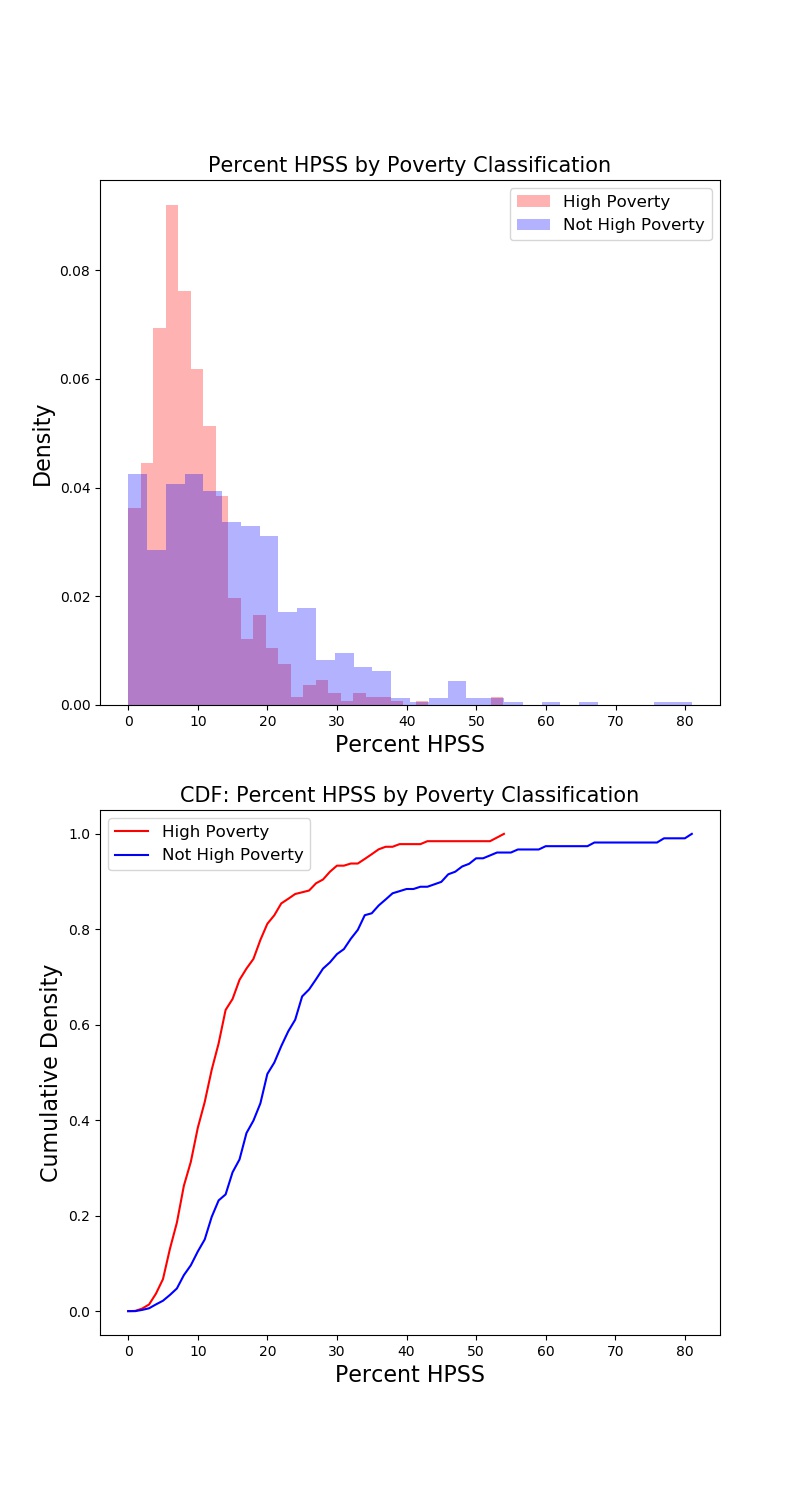 Percent HPSS by Poverty Classification
High Poverty
Not High Poverty
Density
0.08
0.06
0.04
0.02
0.00
0 10 20 30 40 50 60 70 80
Percent HPSS
CDF: Percent HPSS by Poverty Classification
High Poverty
Not High Poverty
Cumulative Density
1.0
0.8
0.6
0.4
0.2
0.0
0 10 20 30 40 50 60 70 80
Percent HPSS